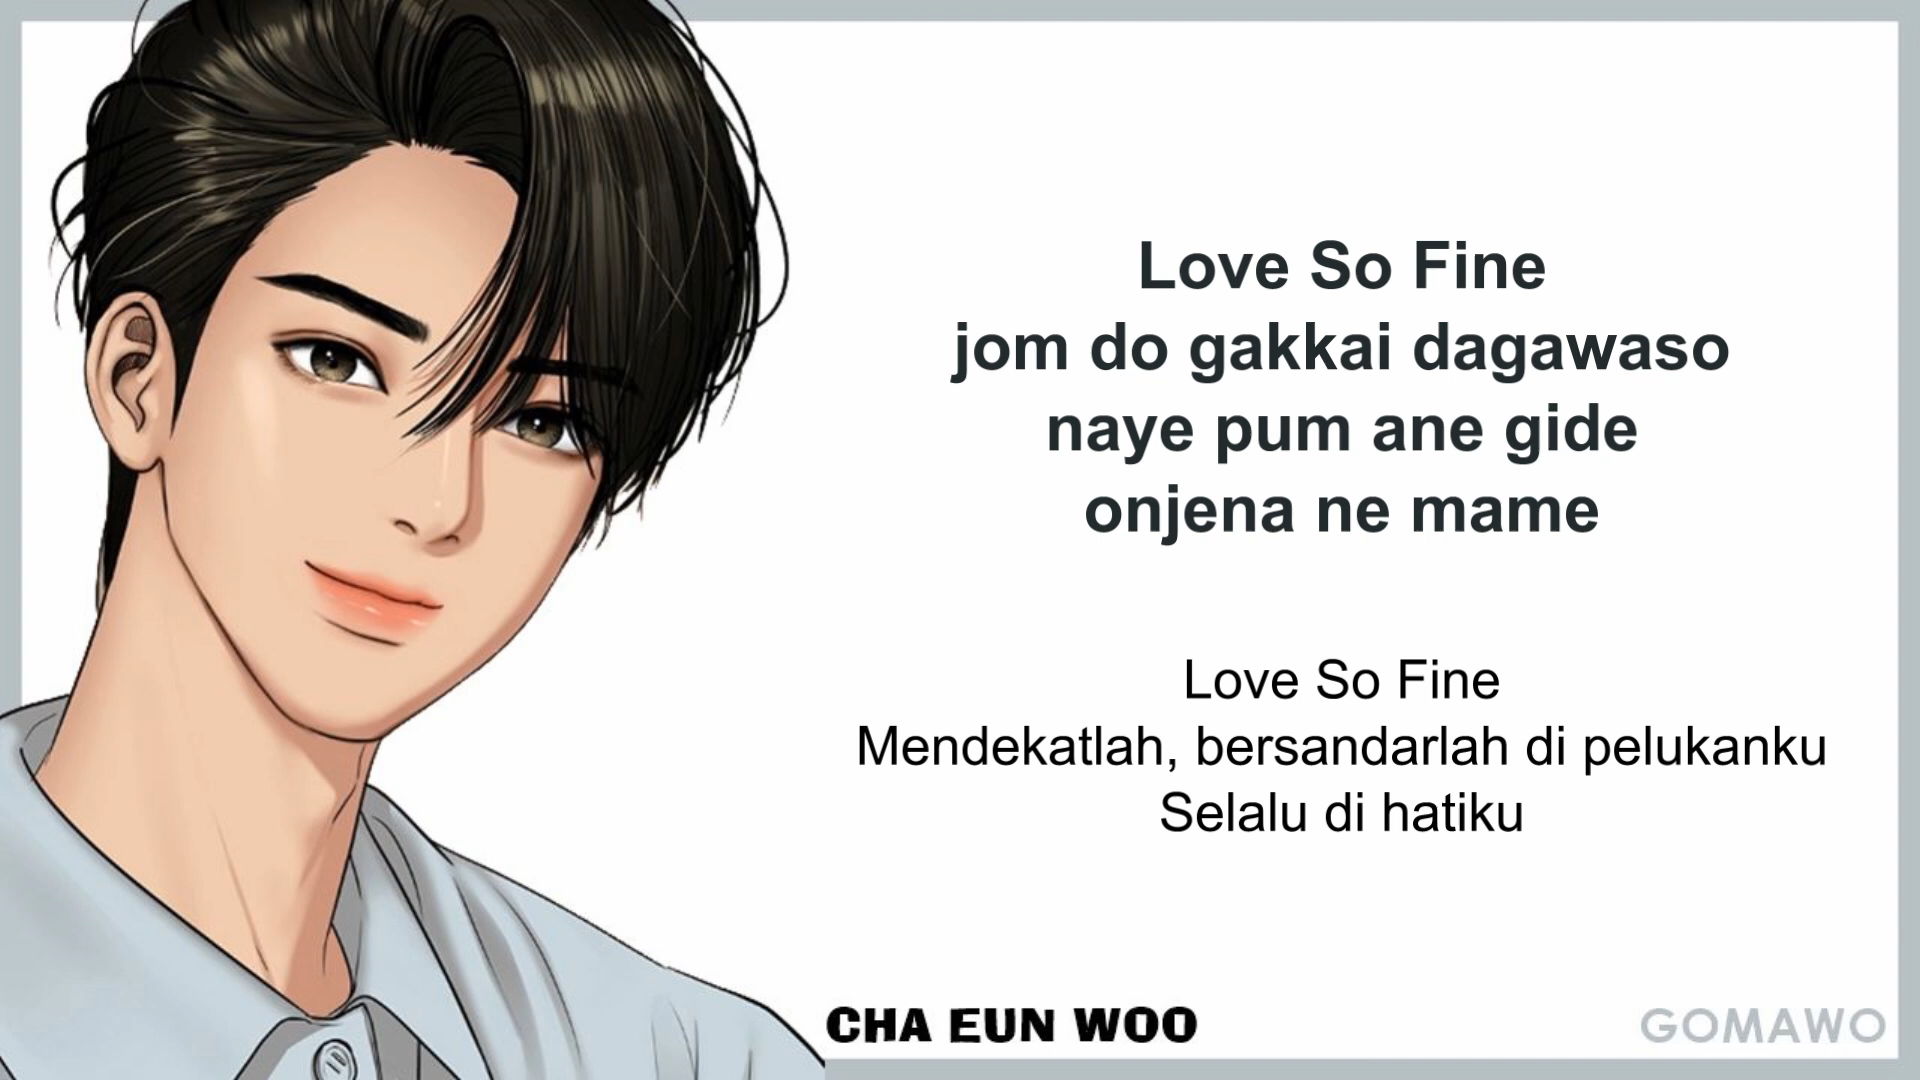 Love So Fine
jom do gakkai dagawaso
naye pum ane gide
onjena ne mame
Love So Fine
Mendekatlah, bersandarlah di pelukanku
Selalu di hatiku
CHA EUN WOO
GOMAWO